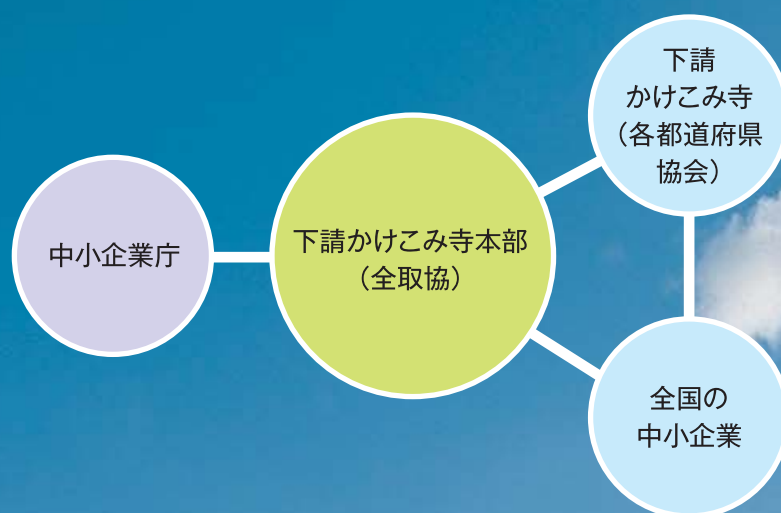 中小企業庁
下請かけこみ寺本部
（全取協）
下請
かけこみ寺
（各都道府県
協会）
全国の
中小企業